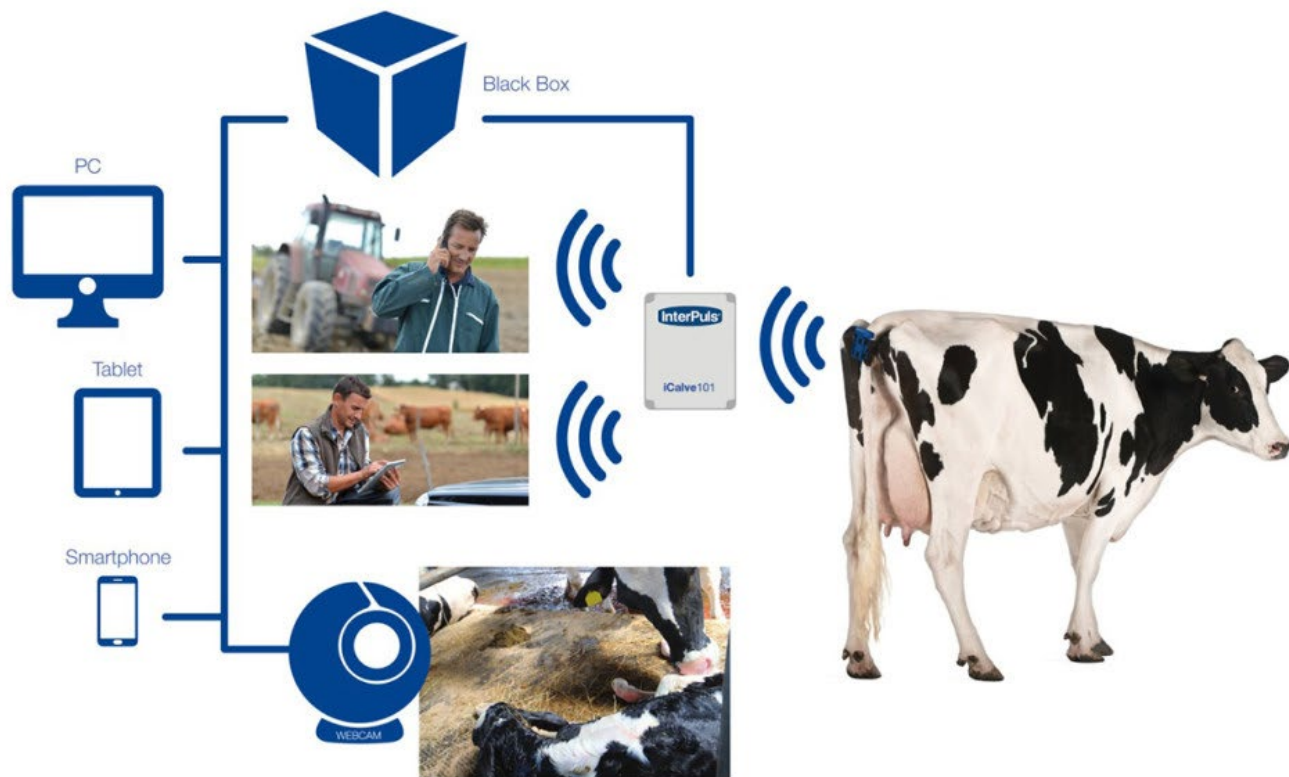 Black Box
PC
InterPuls
iCalve101
Tablet
Smartphone
WEBCAM